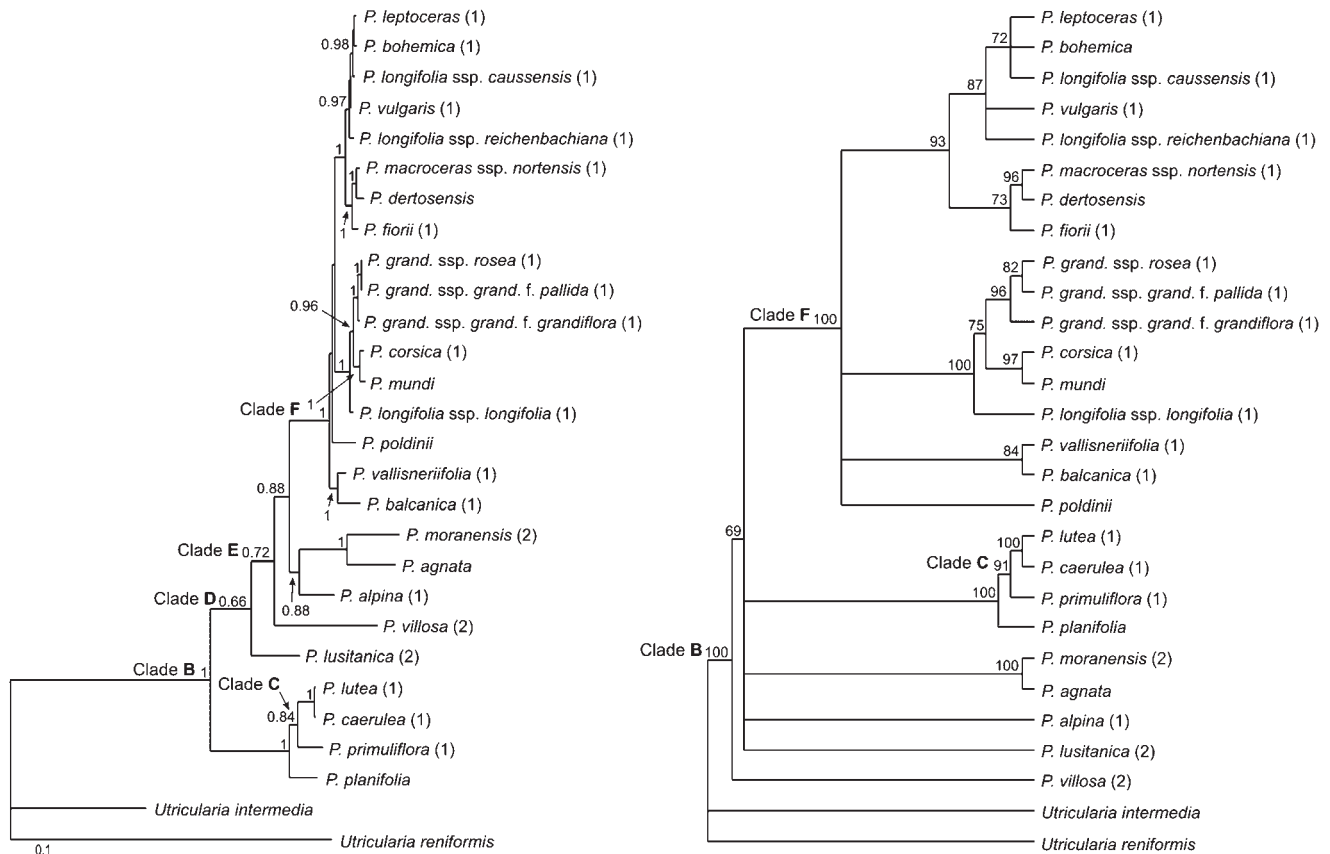 P. leptoceras (1)
0.98
P. bohemica (1)
P. longifolia ssp. caussensis (1)
0.97
P. vulgaris (1)
P. longifolia ssp. reichenbachiana (1)
1
P. macroceras ssp. nortensis (1)
1
P. dertosensis
1
P. fiorii (1)
P. grand. ssp. rosea (1)
1
P. grand. ssp. grand. f. pallida (1)
1
0.96
P. grand. ssp. grand. f. grandiflora (1)
P. corsica (1)
1
P. mundi
Clade F
1
1
P. longifolia ssp. longifolia (1)
P. poldinii
P. vallisneriifolia (1)
0.88
P. balcanica (1)
1
P. moranensis (2)
1
Clade E 0.72
P. agnata
0.88
P. alpina (1)
Clade D 0.66
P. villosa (2)
P. lusitanica (2)
Clade B 1
Clade C
P. lutea (1)
1
0.84
P. caerulea (1)
P. primuliflora (1)
1
P. planifolia
Utricularia intermedia
Utricularia reniformis
0.1
P. leptoceras (1)
72
P. bohemica
P. longifolia ssp. caussensis (1)
87
P. vulgaris (1)
P. longifolia ssp. reichenbachiana (1)
93
P. macroceras ssp. nortensis (1)
96
P. dertosensis
73
P. fiorii (1)
P. grand. ssp. rosea (1)
82
P. grand. ssp. grand. f. pallida (1)
96
Clade F 100
P. grand. ssp. grand. f. grandiflora (1)
75
P. corsica (1)
97
100
P. mundi
P. longifolia ssp. longifolia (1)
P. vallisneriifolia (1)
84
P. balcanica (1)
P. poldinii
69
P. lutea (1)
100
Clade C 91
P. caerulea (1)
100
P. primuliflora (1)
P. planifolia
Clade B 100
P. moranensis (2)
100
P. agnata
P. alpina (1)
P. lusitanica (2)
P. villosa (2)
Utricularia intermedia
Utricularia reniformis